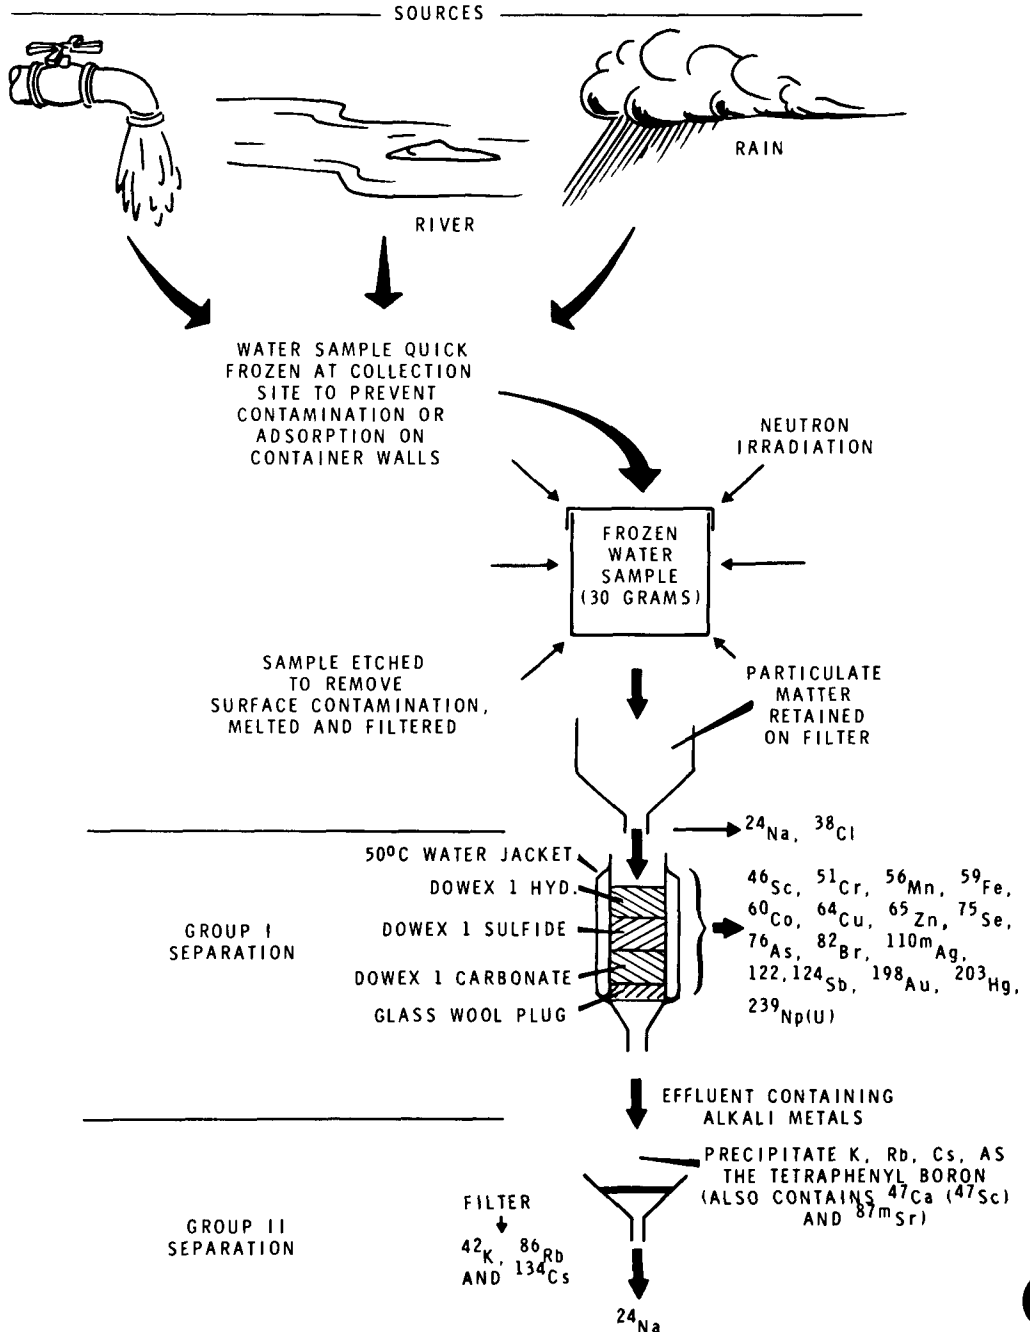 SOURCES
RAIN
RIVER
WATER SAMPLE QUICK
FROZEN AT COLLECTION
SITE TO PREVENT
CONTAMINATION OR
ADSORPTION ON
CONTAINER WALLS
NEUTRON
IRRADIATION
FROZEN
WATER
SAMPLE
(30 GRAMS)
SAMPLE ETCHED
TO REMOVE
SURFACE CONTAMINATION,
MELTED AND FILTERED
PARTICULATE
MATTER
RETAINED
ON FILTER
24Na, 38Cl
50°C WATER JACKET
DOWEX 1 HYD.
DOWEX 1 SULFIDE
DOWEX 1 CARBONATE
GLASS WOOL PLUG
GROUP I
SEPARATION
46Sc, 51Cr, 56Mn, 59Fe,
60Co, 64Cu, 65Zn, 75Se,
76As, 82Br, 110mAg,
122,124Sb, 198Au, 203Hg,
239Np(U)
EFFLUENT CONTAINING
ALKALI METALS
PRECIPITATE K, Rb, Cs, AS
THE TETRAPHENYL BORON
(ALSO CONTAINS 47Ca (47Sc)
AND 87mSr)
GROUP II
SEPARATION
FILTER
42K, 86Rb
AND 134Cs
24Na